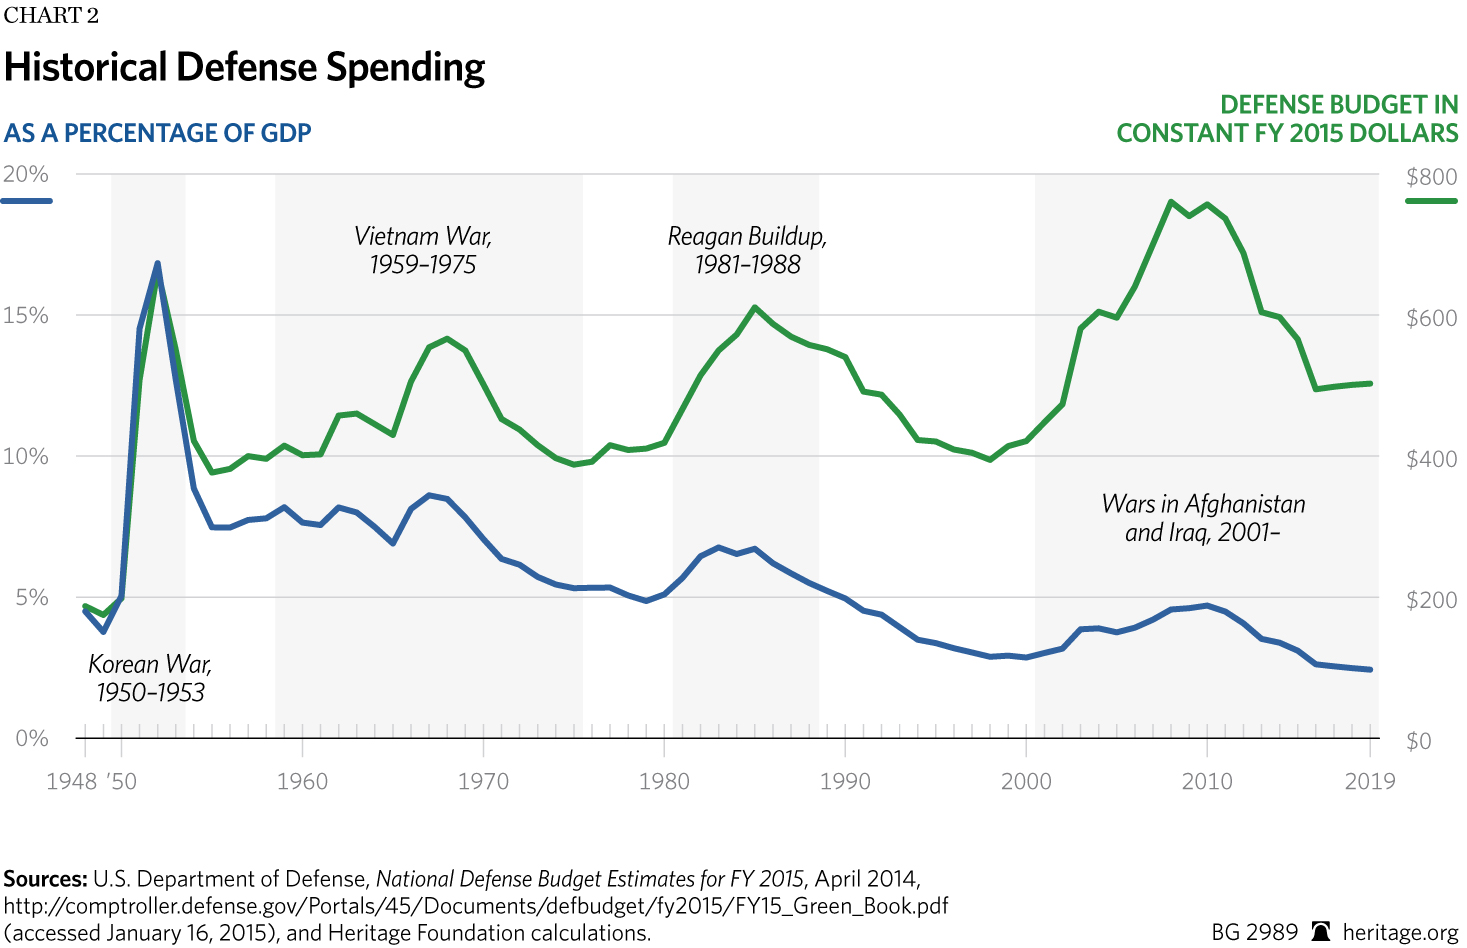 CHART 2
Historical Defense Spending
AS A PERCENTAGE OF GDP
DEFENSE BUDGET IN
CONSTANT FY 2015 DOLLARS
20%
15%
10%
5%
0%
$800
$600
$400
$200
$0
Korean War,
1950–1953
Vietnam War,
1959–1975
Reagan Buildup,
1981–1988
Wars in Afghanistan
and Iraq, 2001–
1948 ’50 1960 1970 1980 1990 2000 2010 2019
Sources: U.S. Department of Defense, National Defense Budget Estimates for FY 2015, April 2014,
http://comptroller.defense.gov/Portals/45/Documents/defbudget/fy2015/FY15_Green_Book.pdf
(accessed January 16, 2015), and Heritage Foundation calculations.
BG 2989 heritage.org